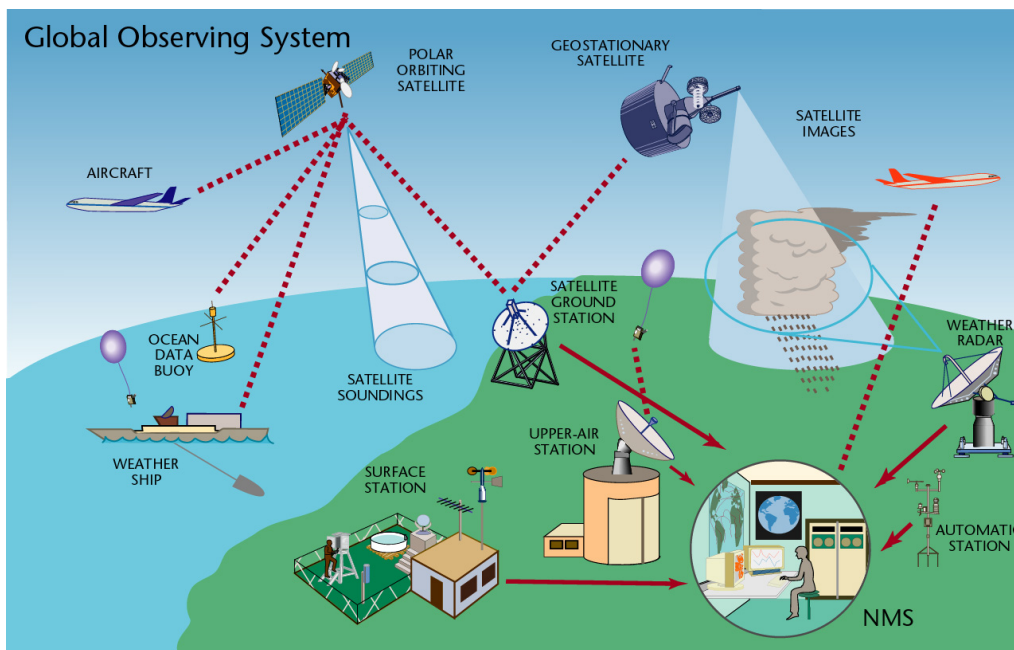 Global Observing System
POLAR
ORBITING
SATELLITE
GEOSTATIONARY
SATELLITE
SATELLITE
IMAGES
AIRCRAFT
OCEAN
DATA
BUOY
SATELLITE
SOUNDINGS
SATELLITE
GROUND
STATION
WEATHER
RADAR
WEATHER
SHIP
SURFACE
STATION
UPPER-AIR
STATION
AUTOMATIC
STATION
NMS